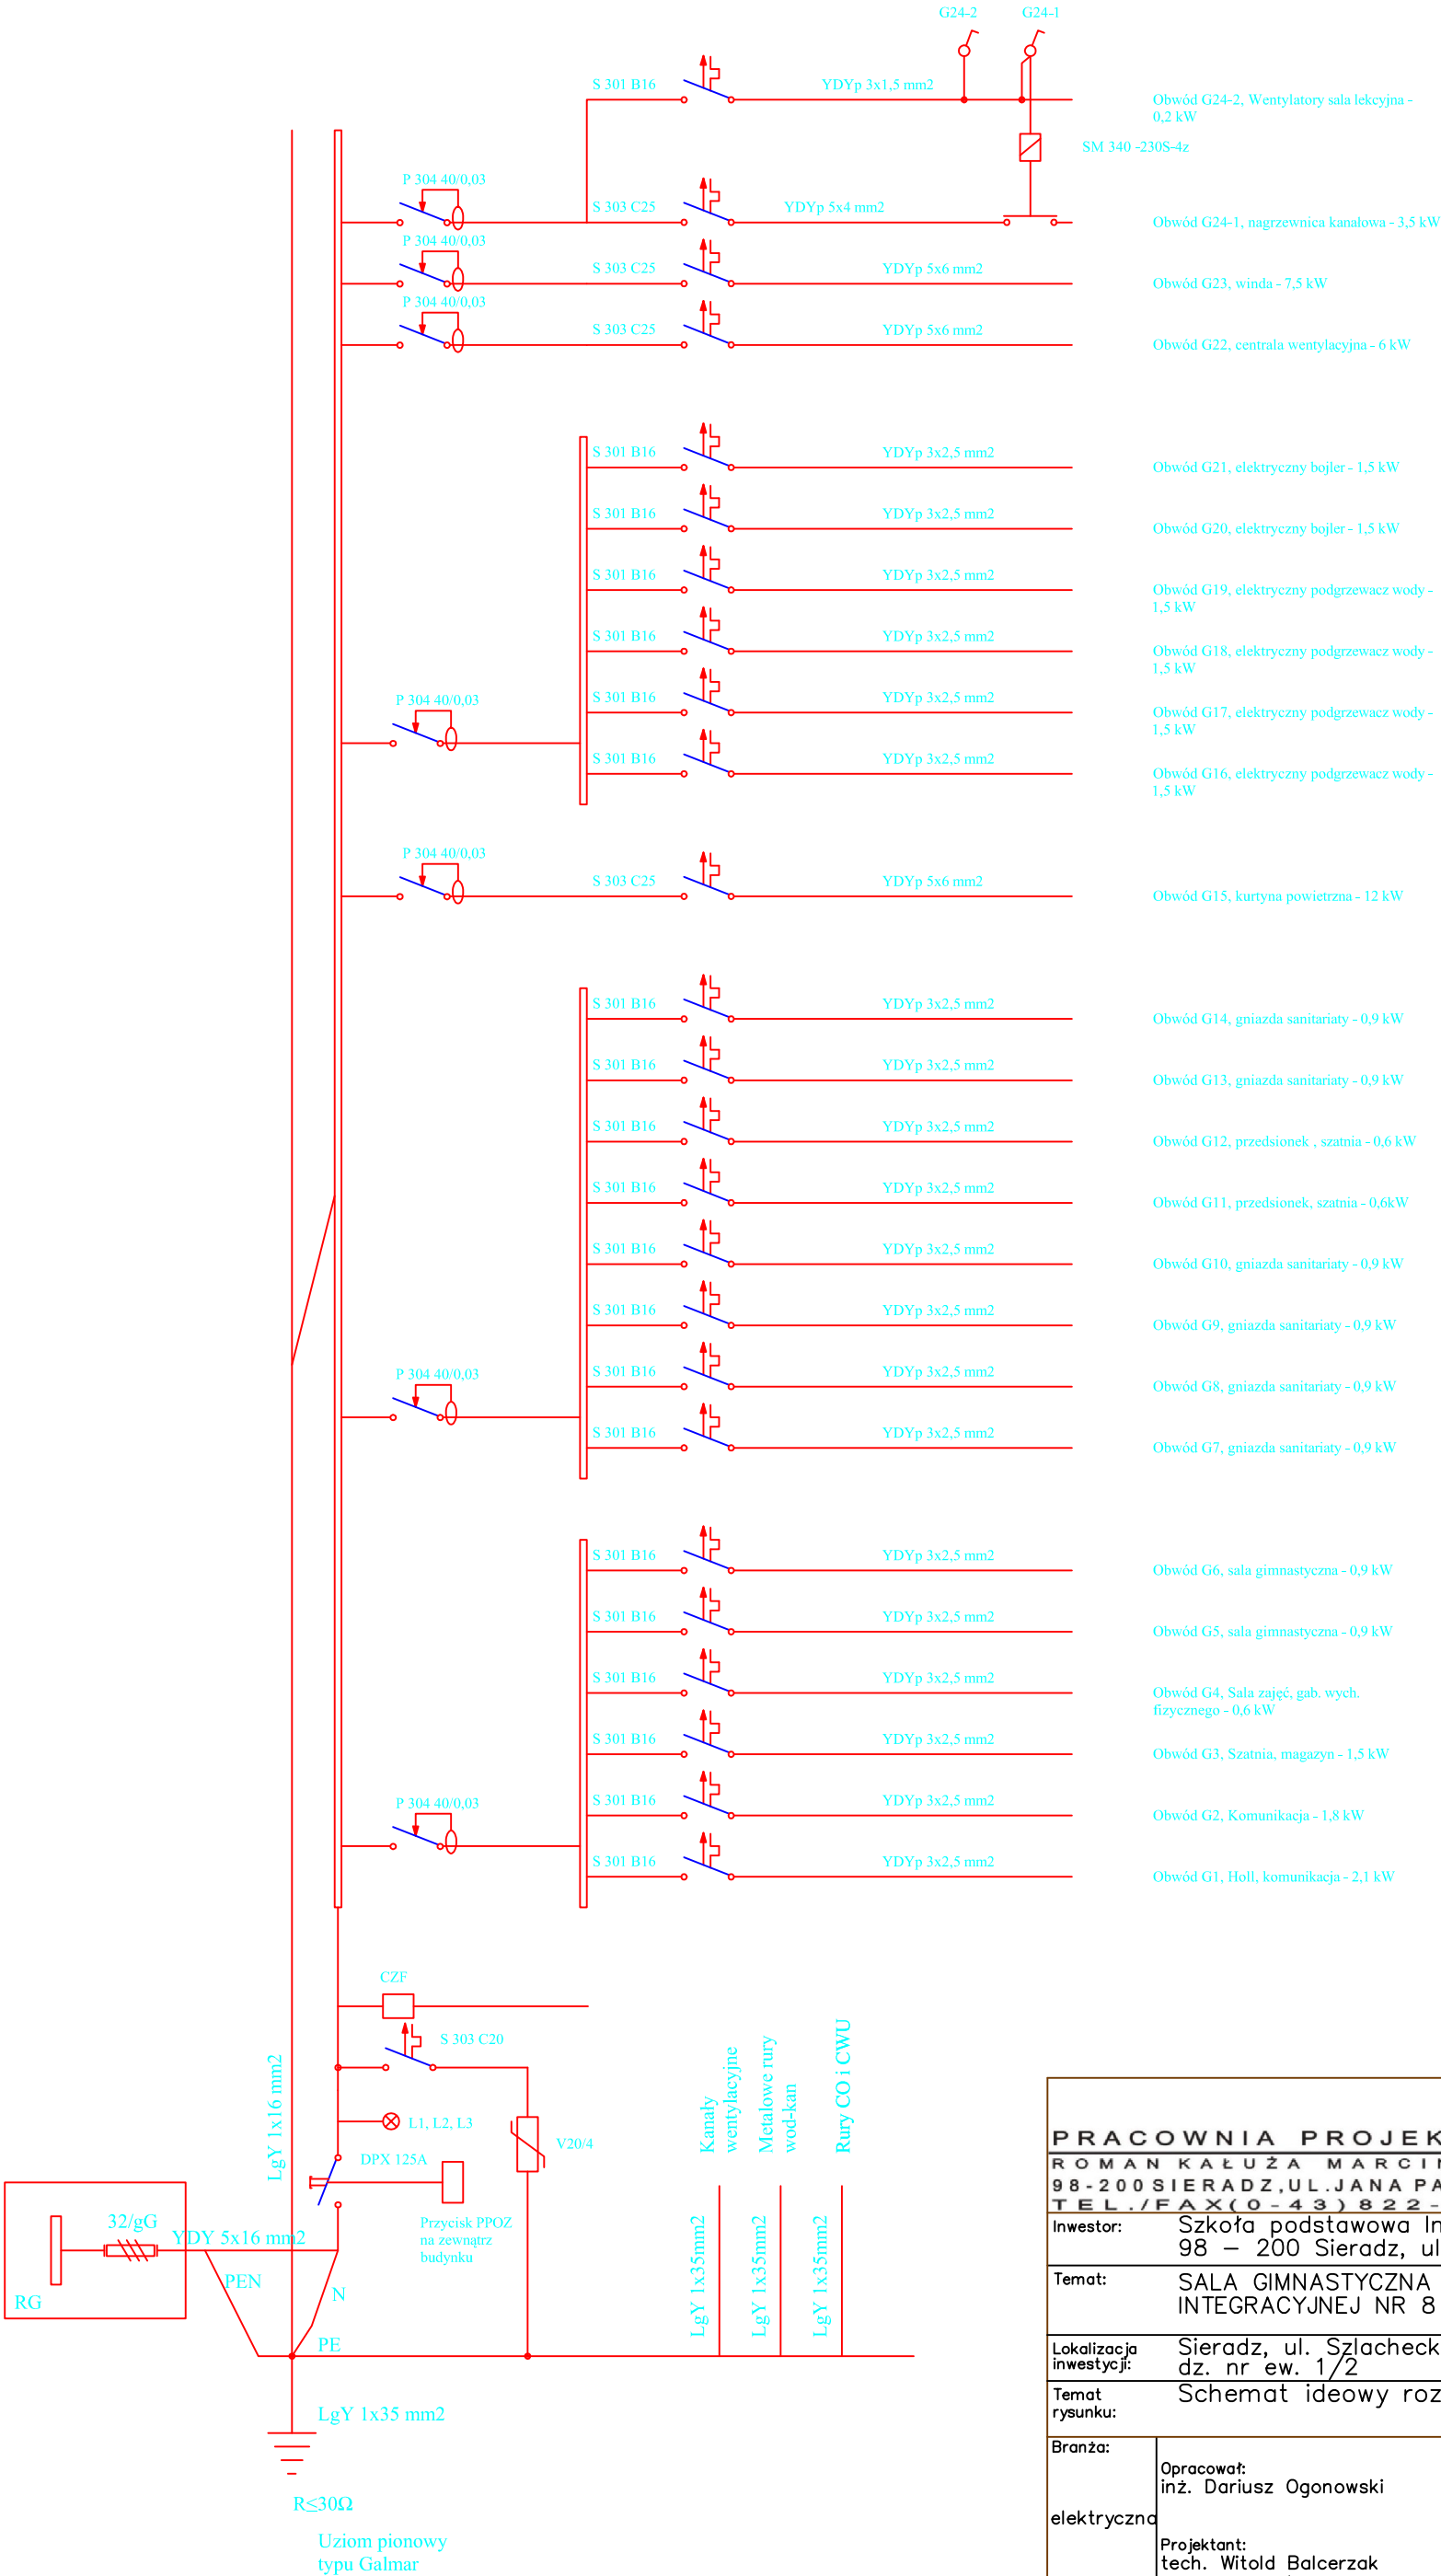 G24-2 G24-1
S 301 B16 YDYp 3x1,5 mm2 Obwód G24-2, Wentylatory sala lekcyjna -
0,2 kW
SM 340 -230S-4z
P 304 40/0,03 S 303 C25 YDYp 5x4 mm2 Obwód G24-1, nagrzewnica kanałowa - 3,5 kW
P 304 40/0,03 S 303 C25 YDYp 5x6 mm2 Obwód G23, winda - 7,5 kW
P 304 40/0,03 S 303 C25 YDYp 5x6 mm2 Obwód G22, centrala wentylacyjna - 6 kW
S 301 B16 YDYp 3x2,5 mm2 Obwód G21, elektryczny bojler - 1,5 kW
S 301 B16 YDYp 3x2,5 mm2 Obwód G20, elektryczny bojler - 1,5 kW
S 301 B16 YDYp 3x2,5 mm2 Obwód G19, elektryczny podgrzewacz wody -
1,5 kW
S 301 B16 YDYp 3x2,5 mm2 Obwód G18, elektryczny podgrzewacz wody -
1,5 kW
P 304 40/0,03 S 301 B16 YDYp 3x2,5 mm2 Obwód G17, elektryczny podgrzewacz wody -
1,5 kW
S 301 B16 YDYp 3x2,5 mm2 Obwód G16, elektryczny podgrzewacz wody -
1,5 kW
P 304 40/0,03 S 303 C25 YDYp 5x6 mm2 Obwód G15, kurtyna powietrzna - 12 kW
S 301 B16 YDYp 3x2,5 mm2 Obwód G14, gniazda sanitariaty - 0,9 kW
S 301 B16 YDYp 3x2,5 mm2 Obwód G13, gniazda sanitariaty - 0,9 kW
S 301 B16 YDYp 3x2,5 mm2 Obwód G12, przedsionek , szatnia - 0,6 kW
S 301 B16 YDYp 3x2,5 mm2 Obwód G11, przedsionek, szatnia - 0,6kW
S 301 B16 YDYp 3x2,5 mm2 Obwód G10, gniazda sanitariaty - 0,9 kW
S 301 B16 YDYp 3x2,5 mm2 Obwód G9, gniazda sanitariaty - 0,9 kW
P 304 40/0,03 S 301 B16 YDYp 3x2,5 mm2 Obwód G8, gniazda sanitariaty - 0,9 kW
S 301 B16 YDYp 3x2,5 mm2 Obwód G7, gniazda sanitariaty - 0,9 kW
S 301 B16 YDYp 3x2,5 mm2 Obwód G6, sala gimnastyczna - 0,9 kW
S 301 B16 YDYp 3x2,5 mm2 Obwód G5, sala gimnastyczna - 0,9 kW
S 301 B16 YDYp 3x2,5 mm2 Obwód G4, Sala zajęć, gab. wych.
fizycznego - 0,6 kW
S 301 B16 YDYp 3x2,5 mm2 Obwód G3, Szatnia, magazyn - 1,5 kW
P 304 40/0,03 S 301 B16 YDYp 3x2,5 mm2 Obwód G2, Komunikacja - 1,8 kW
S 301 B16 YDYp 3x2,5 mm2 Obwód G1, Holl, komunikacja - 2,1 kW
CZF
S 303 C20
L1, L2, L3
V20/4
DPX 125A
Przycisk PPOZ
na zewnątrz
budynku
LgY 1x16 mm2
Kanały
wentylacyjne
Metalowe rury
wod-kan
Rury CO i CWU
LgY 1x35mm2
LgY 1x35mm2
LgY 1x35mm2
32/gG
YDY 5x16 mm2
RG
PEN
N
PE
LgY 1x35 mm2
R≤30Ω
Uziom pionowy
typu Galmar
PRACOWNIA PROJEK
ROMAN KAŁUŻA MARCIN
98-200 SIERADZ, UL.JANA PA
TEL./FAX(0-43)822-
Inwestor: Szkoła podstawowa In
98 – 200 Sieradz, ul
Temat: SALA GIMNASTYCZNA
INTEGRACYJNEJ NR 8
Lokalizacja inwestycji: Sieradz, ul. Szlacheck
dz. nr ew. 1/2
Temat rysunku: Schemat ideowy roz
Branża:
elektryczna
Opracował:
inż. Dariusz Ogonowski
Projektant:
tech. Witold Balcerzak